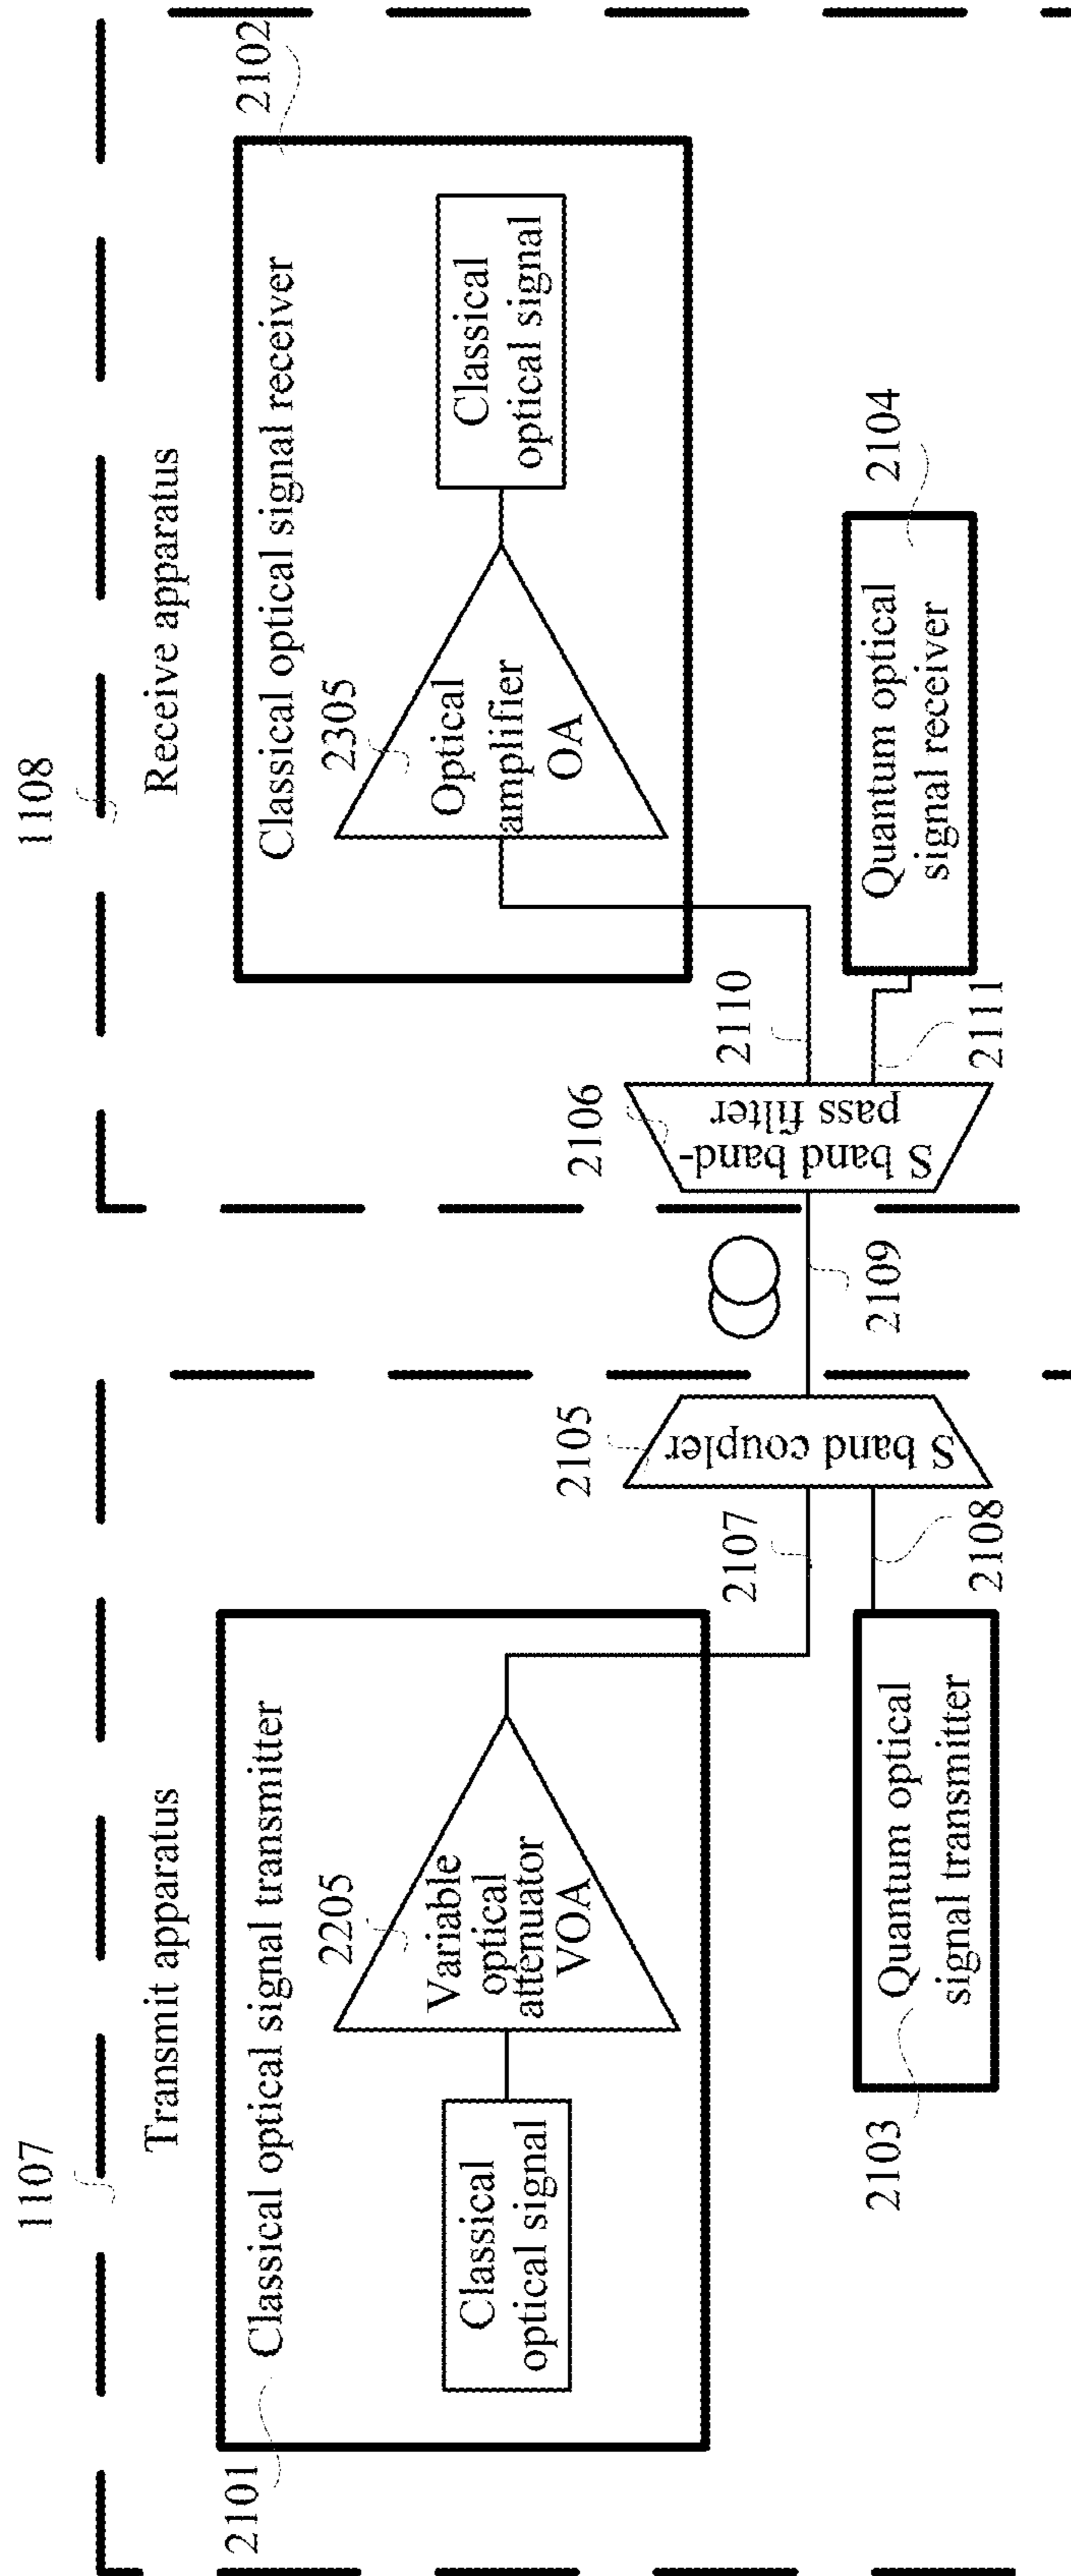 1107
1108
Transmit apparatus
Receive apparatus
2101
Classical optical signal transmitter
2205
Classical
optical signal
Variable
optical
attenuator
VOA
2103
Quantum optical
signal transmitter
2107
2108
2105
S band coupler
2109
2106
S band band-
pass filter
2110
2111
2102
Classical optical signal receiver
2305
Optical
amplifier
OA
Classical
optical signal
2104
Quantum optical
signal receiver